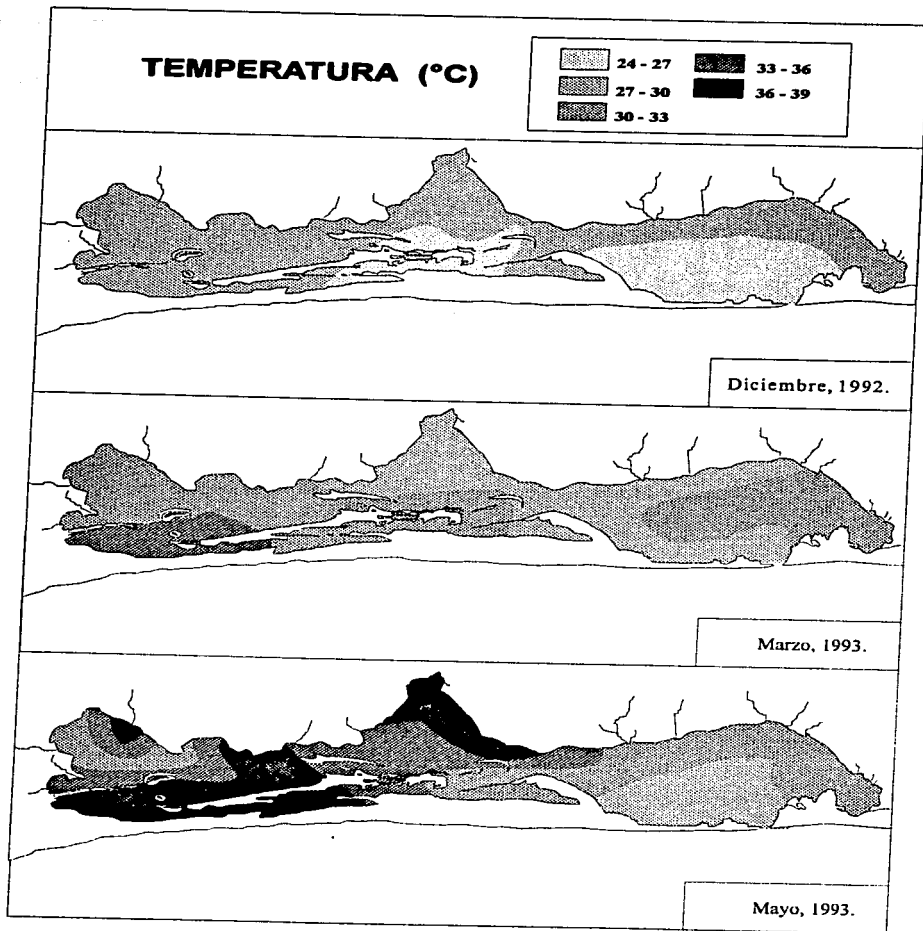 TEMPERATURA (°C)
24 - 27
27 - 30
30 - 33
33 - 36
36 - 39
Diciembre, 1992.
Marzo, 1993.
Mayo, 1993.